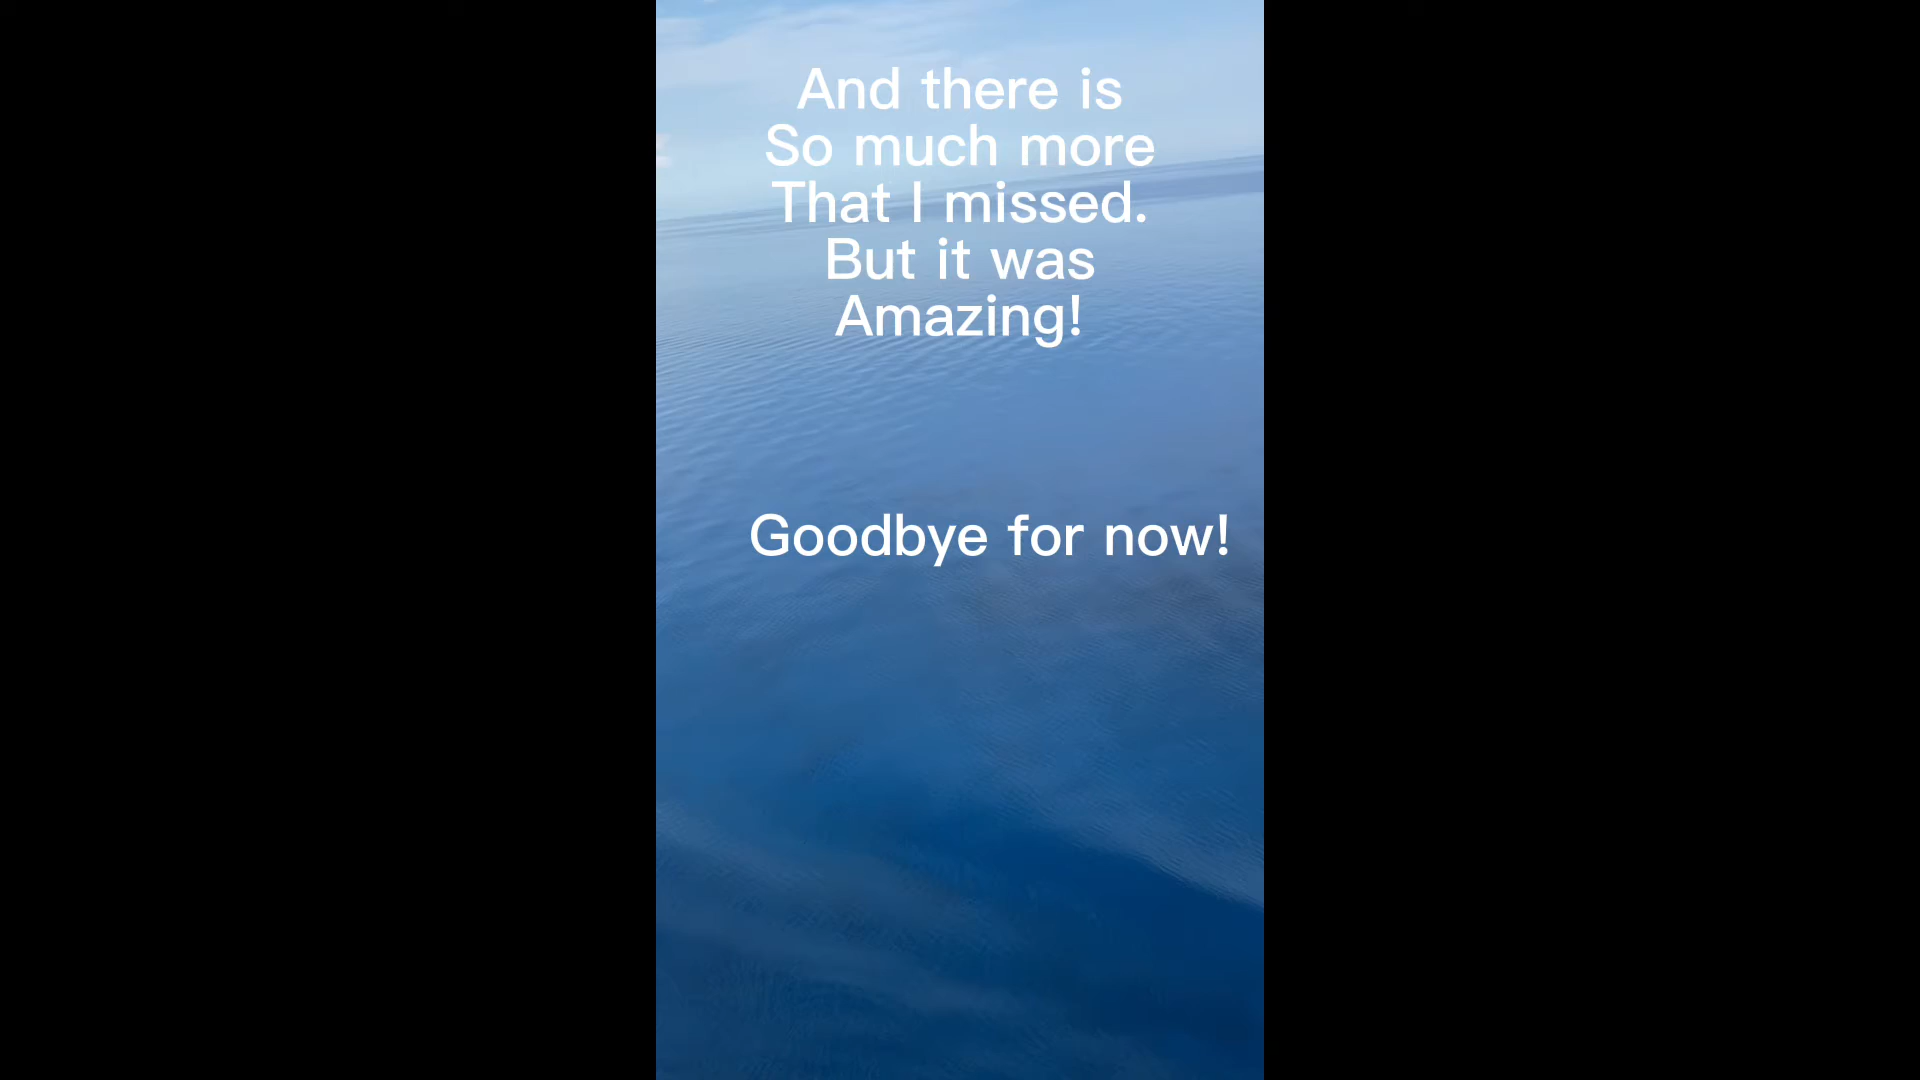 And there is
So much more
That I missed.
But it was
Amazing!
Goodbye for now!